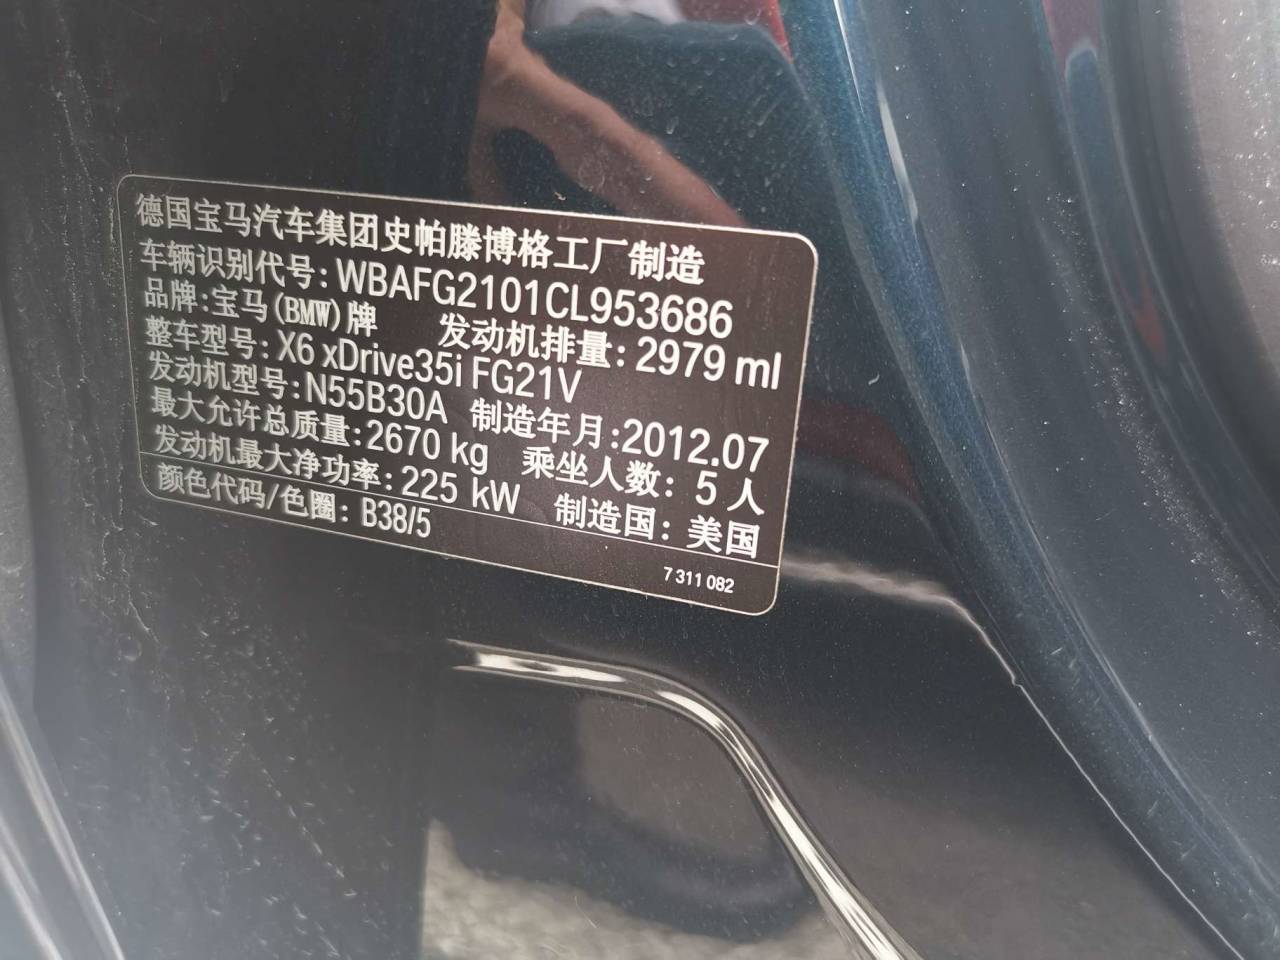 德国宝马汽车集团史帕滕博格工厂制造
车辆识别代号: WBAFG2101CL953686
品牌:宝马(BMW)牌 发动机排量: 2979 ml
整车型号: X6 xDrive35i FG21V
发动机型号: N55B30A 制造年月:2012.07
最大允许总质量:2670 kg 乘坐人数: 5 人
发动机最大净功率: 225 kW 制造国: 美国
颜色代码/色圈: B38/5
7 311 082